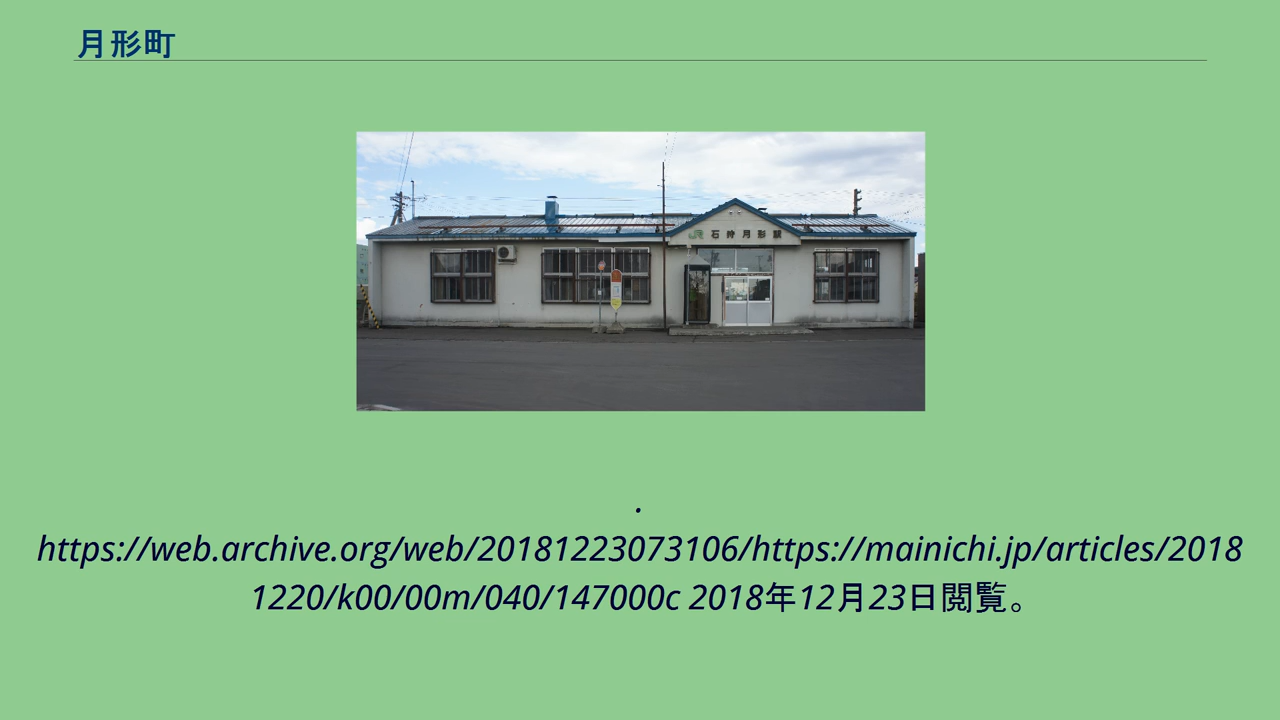 月形町
JR 石狩月形駅
.
https://web.archive.org/web/20181223073106/https://mainichi.jp/articles/2018
1220/k00/00m/040/147000c 2018年12月23日閲覧。